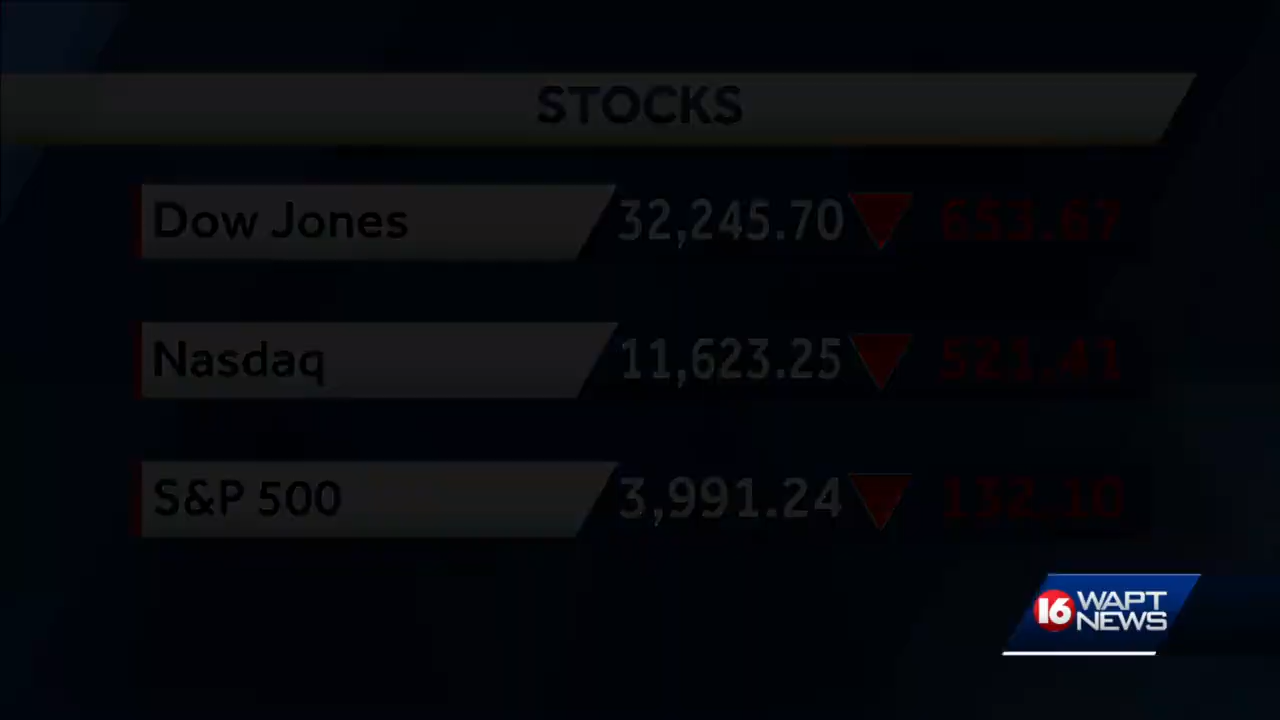 STOCKS
Dow Jones 32,245.70 653.67
Nasdaq 11,623.25 521.41
S&P 500 3,991.24 132.10
16 WAPT
NEWS